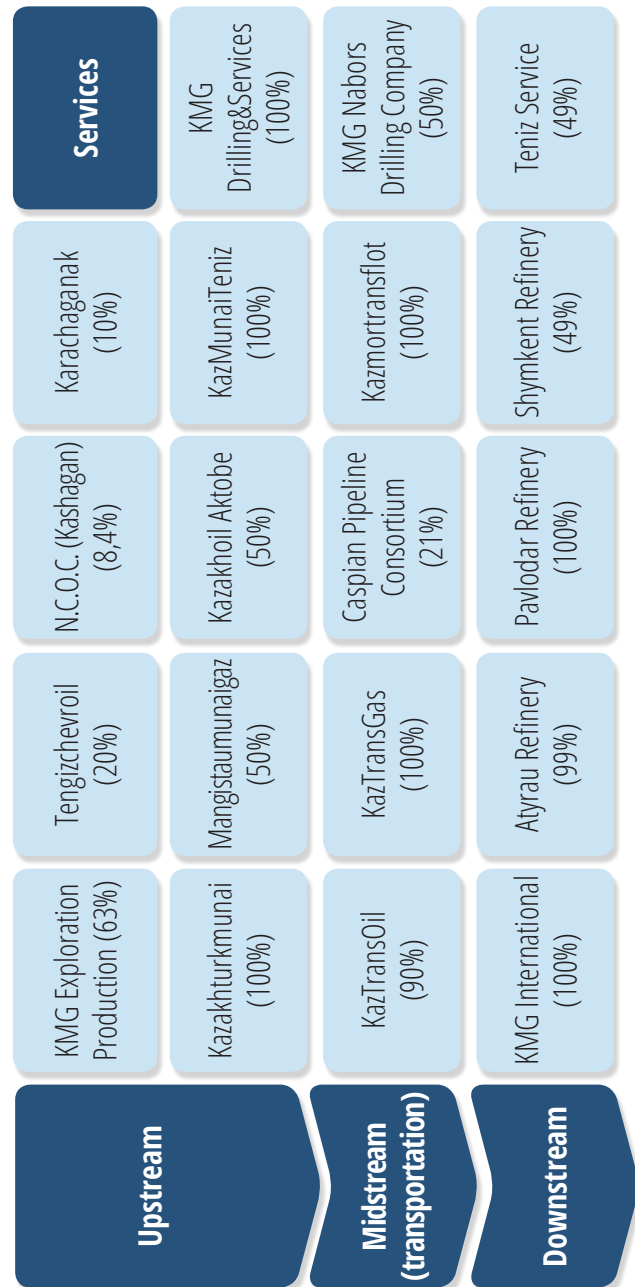 Upstream
KMG Exploration
Production (63%)
Tengizchevroil
(20%)
N.C.O.C. (Kashagan)
(8,4%)
Karachaganak
(10%)
Services
Kazakhturkmunai
(100%)
Mangistaumunaigaz
(50%)
Kazakhoil Aktobe
(50%)
KazMunaiTeniz
(100%)
KMG
Drilling&Services
(100%)
Midstream
(transportation)
KazTransOil
(90%)
KazTransGas
(100%)
Caspian Pipeline
Consortium
(21%)
Kazmortransflot
(100%)
KMG Nabors
Drilling Company
(50%)
Downstream
KMG International
(100%)
Atyrau Refinery
(99%)
Pavlodar Refinery
(100%)
Shymkent Refinery
(49%)
Teniz Service
(49%)